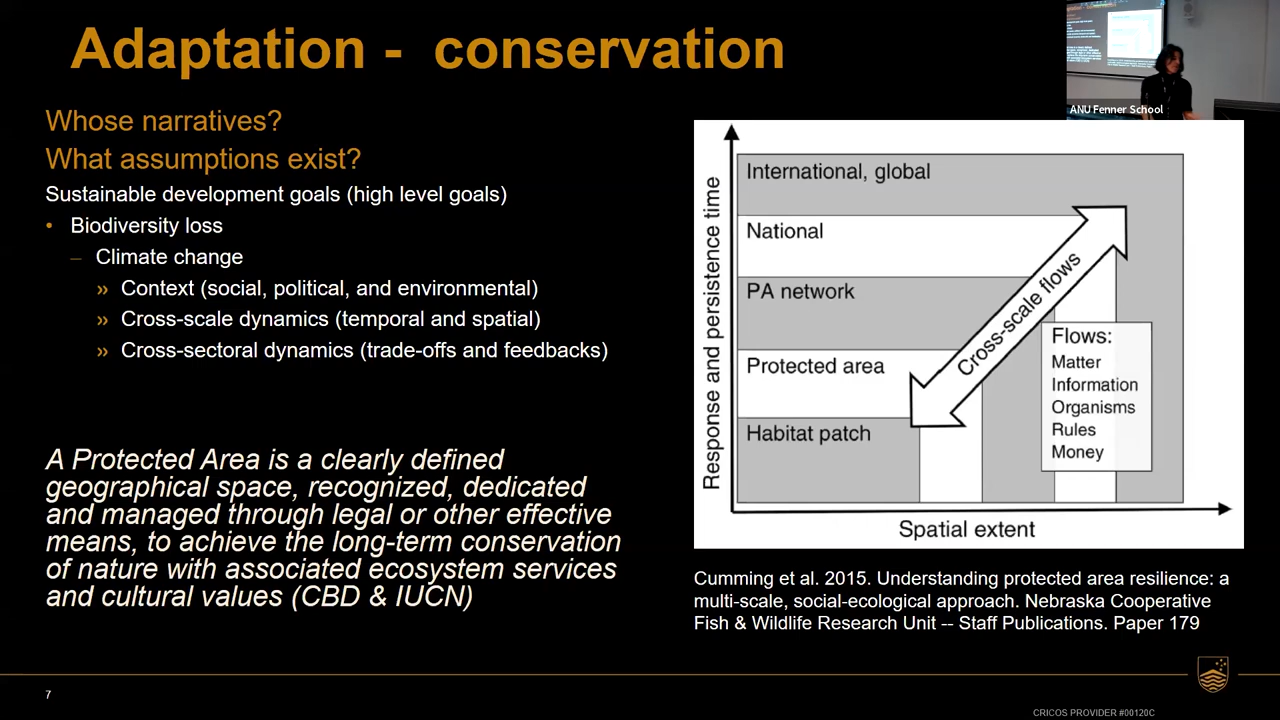 Adaptation - conservation
Whose narratives?
What assumptions exist?
Sustainable development goals (high level goals)
• Biodiversity loss
– Climate change
» Context (social, political, and environmental)
» Cross-scale dynamics (temporal and spatial)
» Cross-sectoral dynamics (trade-offs and feedbacks)
A Protected Area is a clearly defined
geographical space, recognized, dedicated
and managed through legal or other effective
means, to achieve the long-term conservation
of nature with associated ecosystem services
and cultural values (CBD & IUCN)
ANU Fenner School
Response and persistence time
International, global
National
PA network
Protected area
Habitat patch
Cross-scale flows
Flows:
Matter
Information
Organisms
Rules
Money
Spatial extent
Cumming et al. 2015. Understanding protected area resilience: a
multi-scale, social-ecological approach. Nebraska Cooperative
Fish & Wildlife Research Unit -- Staff Publications. Paper 179
7
CRICOS PROVIDER #00120C